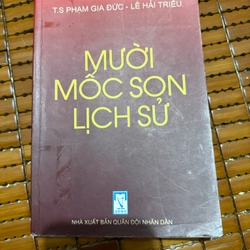 T.S PHẠM GIA ĐỨC - LÊ HẢI TRIỀU
MƯỜI
MỐC SON
LỊCH SỬ
NHÀ XUẤT BẢN QUÂN ĐỘI NHÂN DÂN